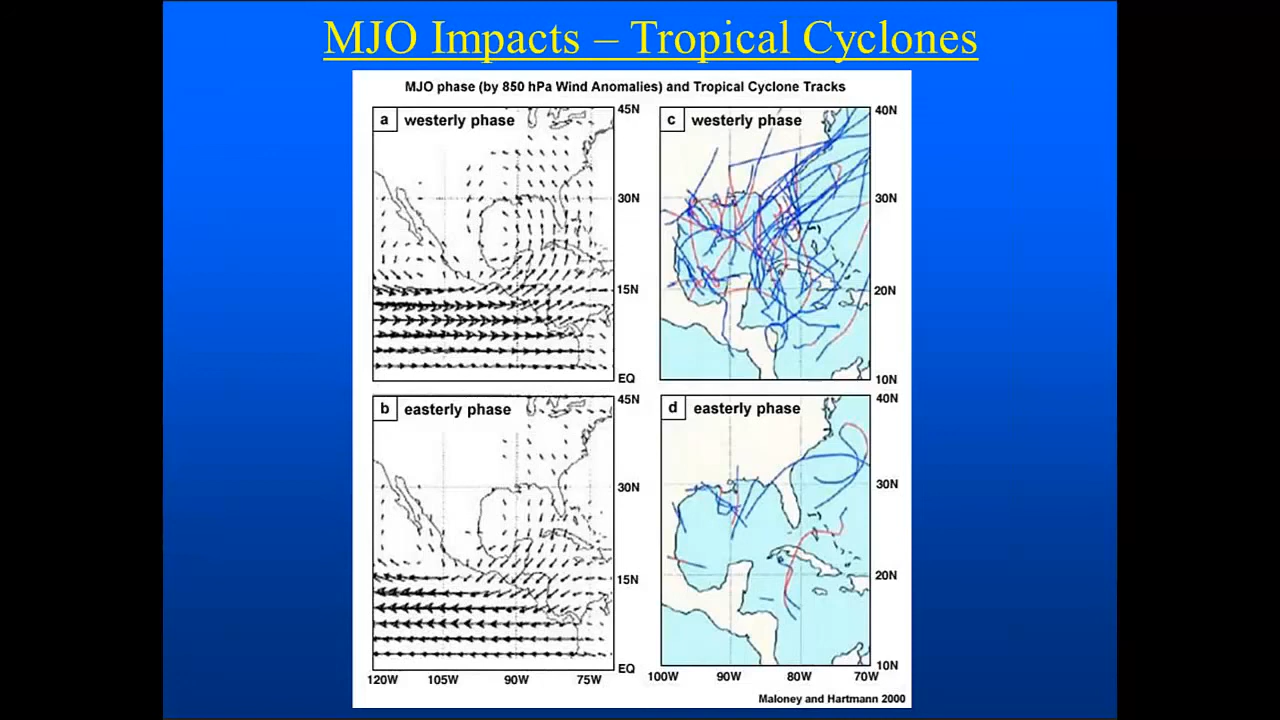 MJO Impacts – Tropical Cyclones
MJO phase (by 850 hPa Wind Anomalies) and Tropical Cyclone Tracks
a westerly phase
45N
30N
15N
EQ
c westerly phase
40N
30N
20N
10N
b easterly phase
45N
30N
15N
EQ
120W 105W 90W 75W
d easterly phase
40N
30N
20N
10N
100W 90W 80W 70W
Maloney and Hartmann 2000